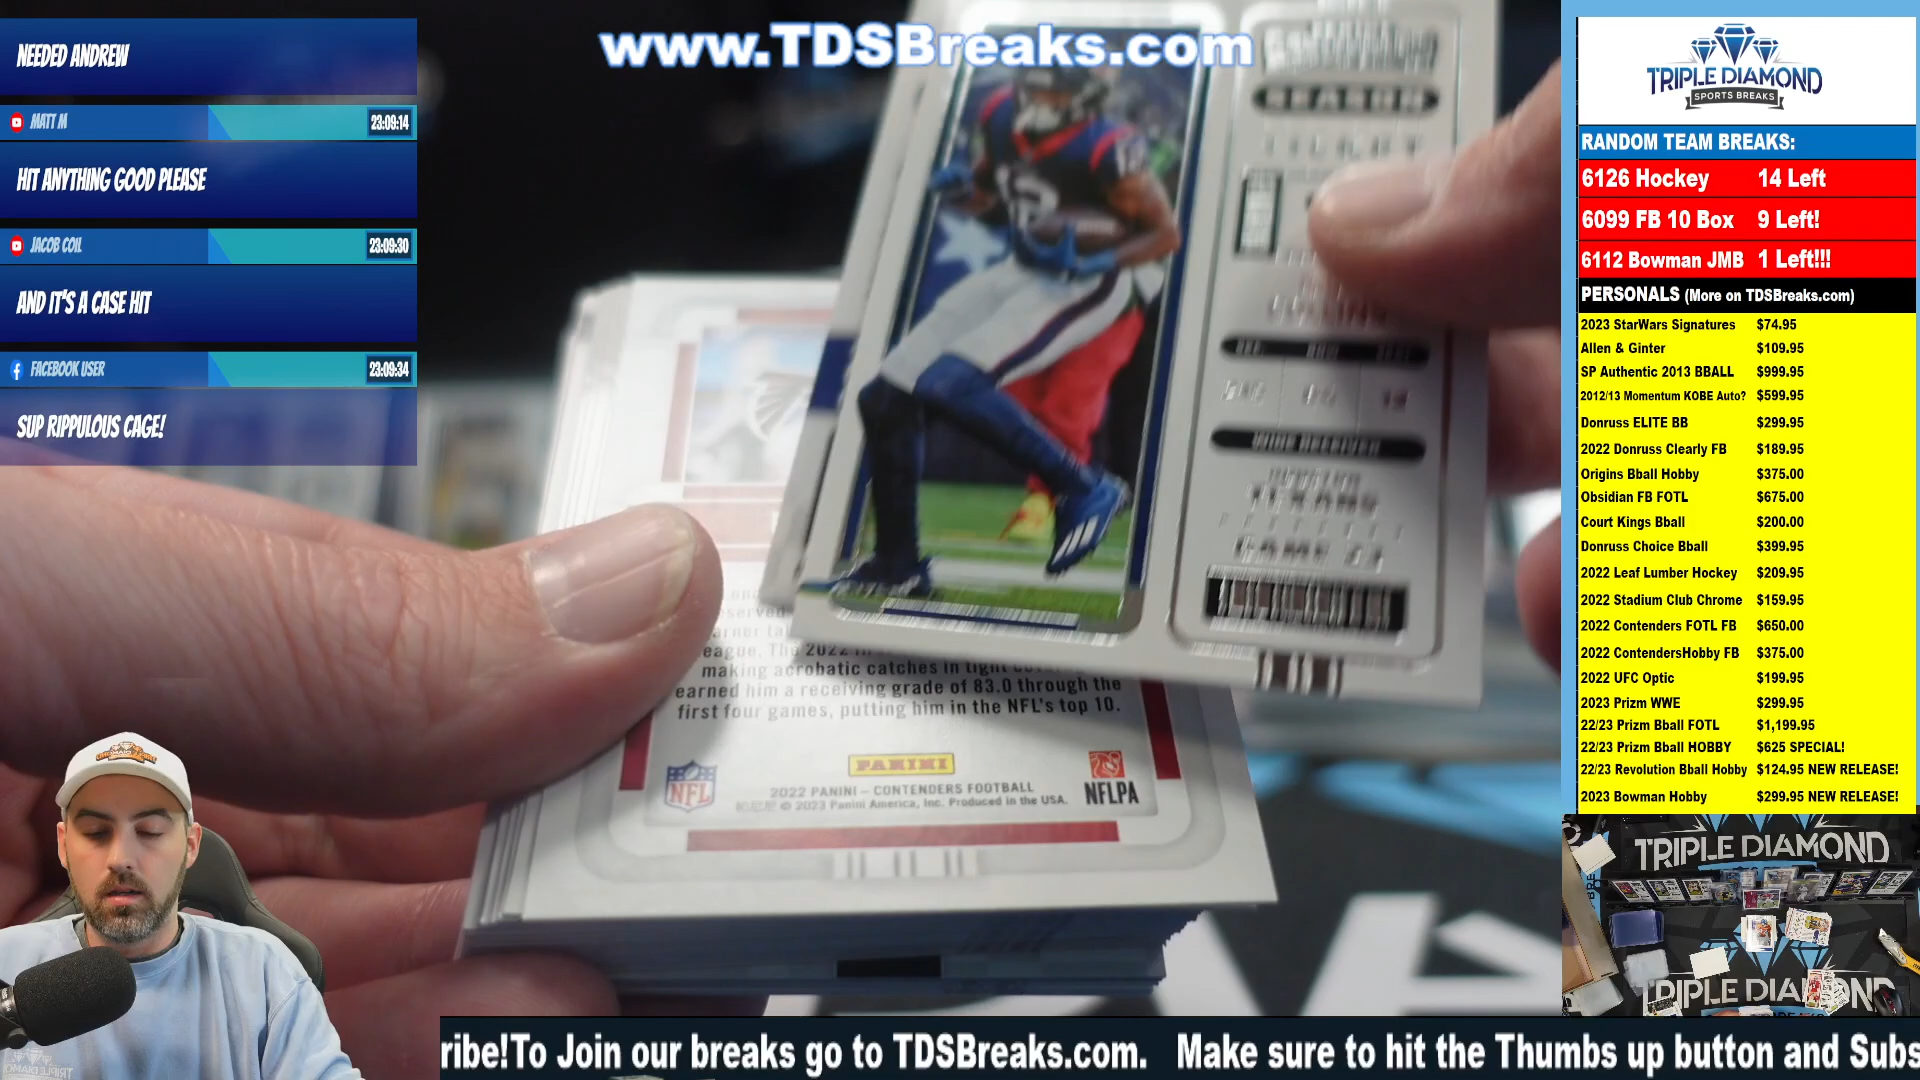 www.TDSBreaks.com
NEEDED ANDREW
MATT M 23:09:14
HIT ANYTHING GOOD PLEASE
JACOB COIL 23:09:30
AND IT'S A CASE HIT
FACEBOOK USER 23:09:34
SUP RIPPULOUS CAGE!
SEASON
TICKET
COLLINS
WIDE RECEIVER
HOUSTON
TEXANS
making acrobatic catches in tight
earned him a receiving grade of 83.0 through the
first four games, putting him in the NFL's top 10.
PANINI
NFL
NFLPA
2022 PANINI – CONTENDERS FOOTBALL
© 2023 Panini America, Inc. Produced in the USA.
TRIPLE DIAMOND
SPORTS BREAKS
RANDOM TEAM BREAKS:
6126 Hockey 14 Left
6099 FB 10 Box 9 Left!
6112 Bowman JMB 1 Left!!!
PERSONALS (More on TDSBreaks.com)
2023 StarWars Signatures $74.95
Allen & Ginter $109.95
SP Authentic 2013 BBALL $999.95
2012/13 Momentum KOBE Auto? $599.95
Donruss ELITE BB $299.95
2022 Donruss Clearly FB $189.95
Origins Bball Hobby $375.00
Obsidian FB FOTL $675.00
Court Kings Bball $200.00
Donruss Choice Bball $399.95
2022 Leaf Lumber Hockey $209.95
2022 Stadium Club Chrome $159.95
2022 Contenders FOTL FB $650.00
2022 ContendersHobby FB $375.00
2022 UFC Optic $199.95
2023 Prizm WWE $299.95
22/23 Prizm Bball FOTL $1,199.95
22/23 Prizm Bball HOBBY $625 SPECIAL!
22/23 Revolution Bball Hobby $124.95 NEW RELEASE!
2023 Bowman Hobby $299.95 NEW RELEASE!
TRIPLE DIAMOND
ribe!To Join our breaks go to TDSBreaks.com. Make sure to hit the Thumbs up button and Subs